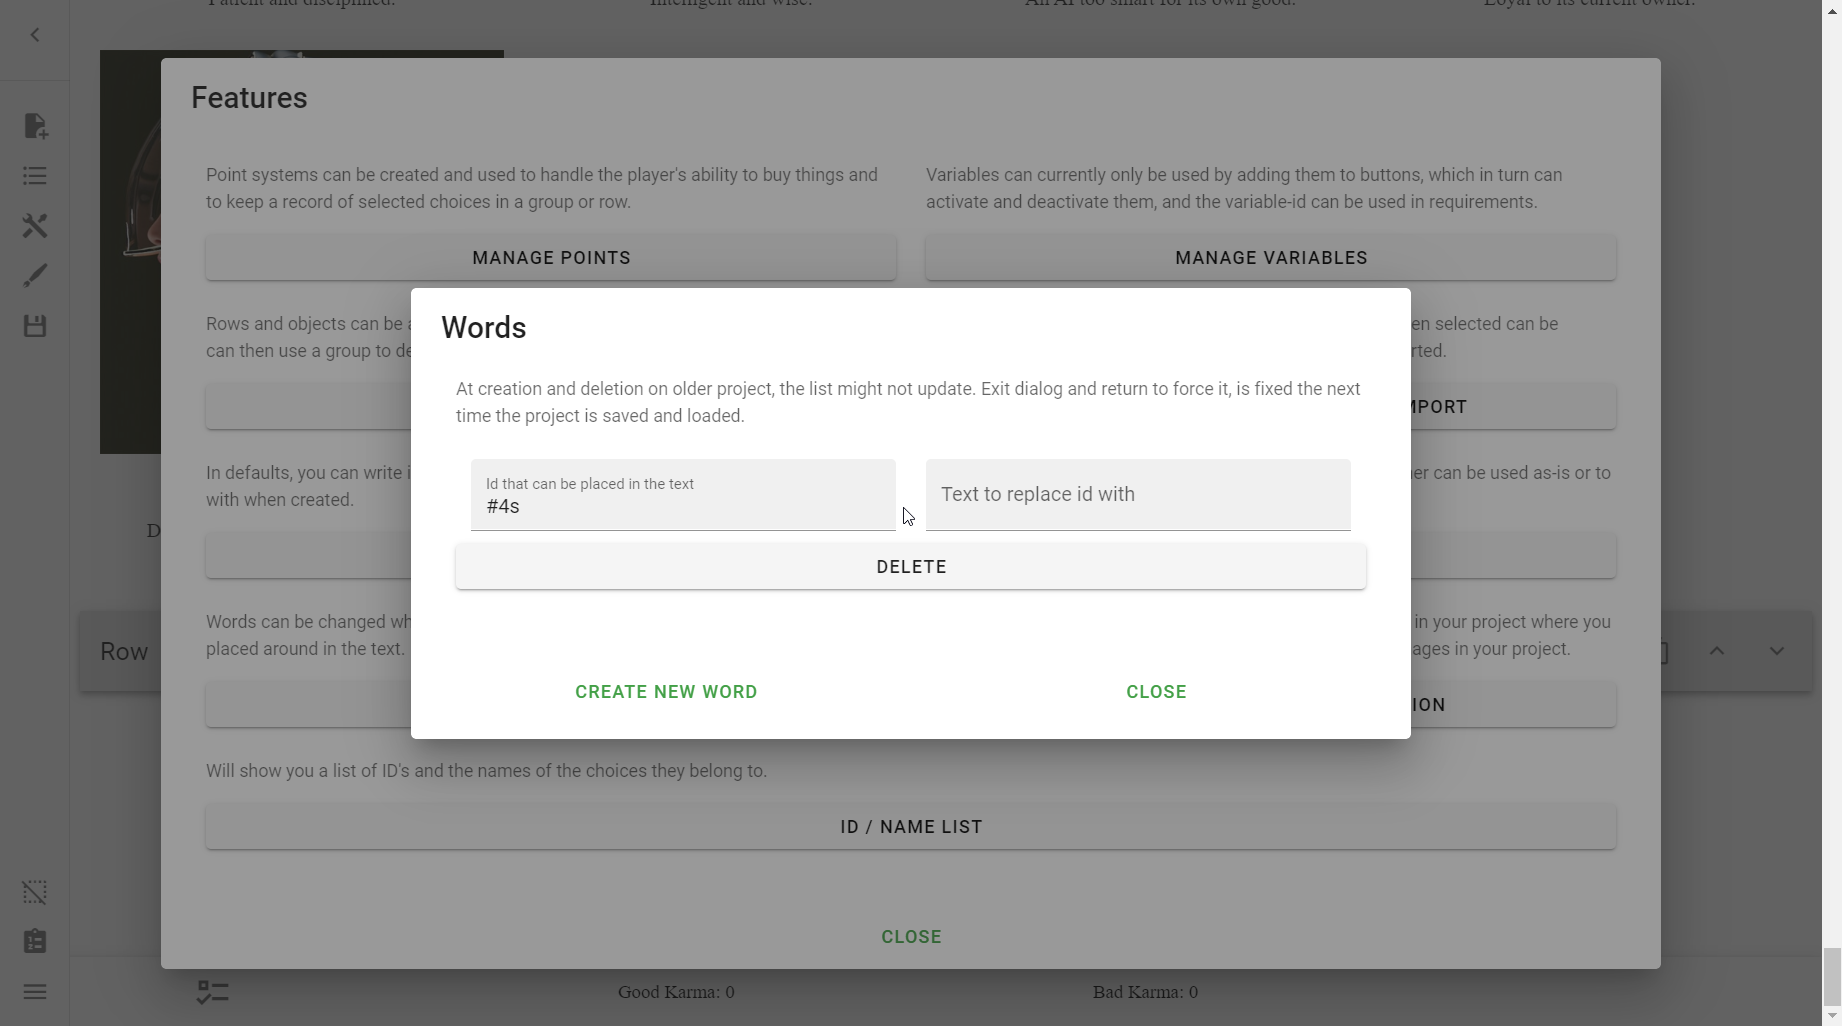 Patient and disciplined.
Intelligent and wise.
An AI too smart for its own good.
Loyal to its current owner.
Features
Point systems can be created and used to handle the player's ability to buy things and
to keep a record of selected choices in a group or row.
Variables can currently only be used by adding them to buttons, which in turn can
activate and deactivate them, and the variable-id can be used in requirements.
MANAGE POINTS
MANAGE VARIABLES
Rows and objects can be
can then use a group to
en selected can be
rted.
MPORT
In defaults, you can write
with when created.
er can be used as-is or to
D
Words can be changed
placed around in the text.
in your project where you
ages in your project.
Row
ION
Words
At creation and deletion on older project, the list might not update. Exit dialog and return to force it, is fixed the next
time the project is saved and loaded.
Id that can be placed in the text
#4s
Text to replace id with
DELETE
CREATE NEW WORD
CLOSE
Will show you a list of ID's and the names of the choices they belong to.
ID / NAME LIST
CLOSE
Good Karma: 0
Bad Karma: 0